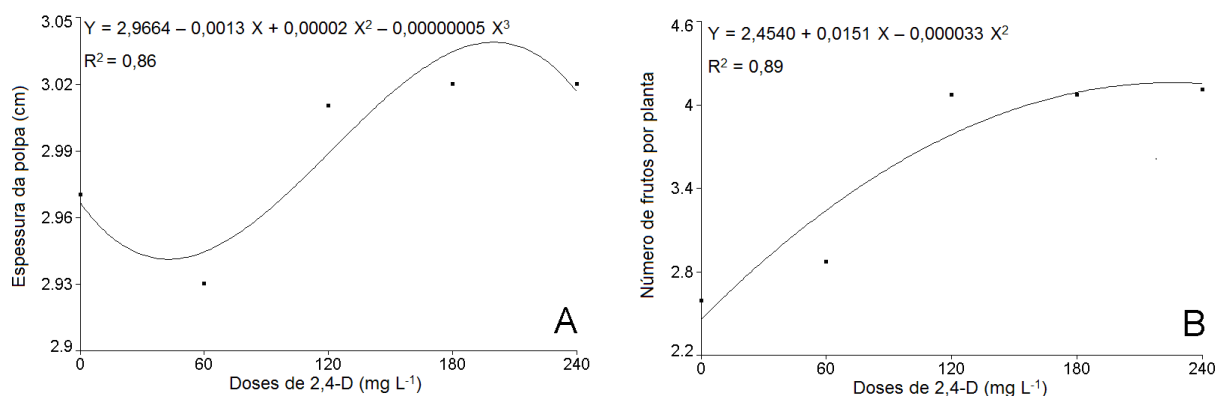 Y = 2,9664 – 0,0013 X + 0,00002 X² – 0,00000005 X³
R² = 0,86
Espessura da polpa (cm)
3.05
3.02
2.99
2.96
2.93
2.9
0
60
120
180
240
Doses de 2,4-D (mg L⁻¹)
A
Y = 2,4540 + 0,0151 X – 0,000033 X²
R² = 0,89
Número de frutos por planta
4.6
4
3.4
2.8
2.2
0
60
120
180
240
Doses de 2,4-D (mg L⁻¹)
B